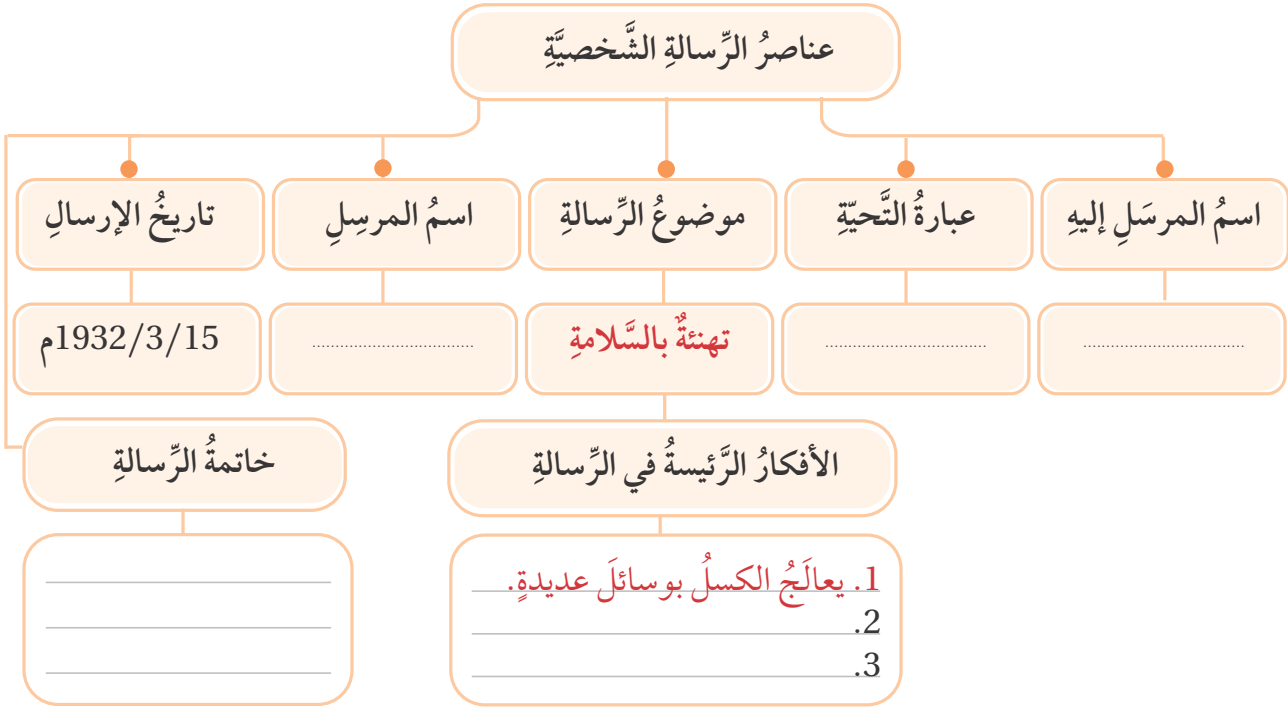 عناصرُ الرِّسالةِ الشَّخصيَّةِ
اسمُ المرسَلِ إليهِ
عبارةُ التَّحيّةِ
موضوعُ الرِّسالةِ
اسمُ المرسِلِ
تاريخُ الإرسالِ
................................
................................
تهنئةٌ بالسَّلامةِ
................................
1932/3/15م
الأفكارُ الرَّئيسةُ في الرِّسالةِ
خاتمةُ الرِّسالةِ
1. يعالَجُ الكسلُ بوسائلَ عديدةٍ.
2.
3.